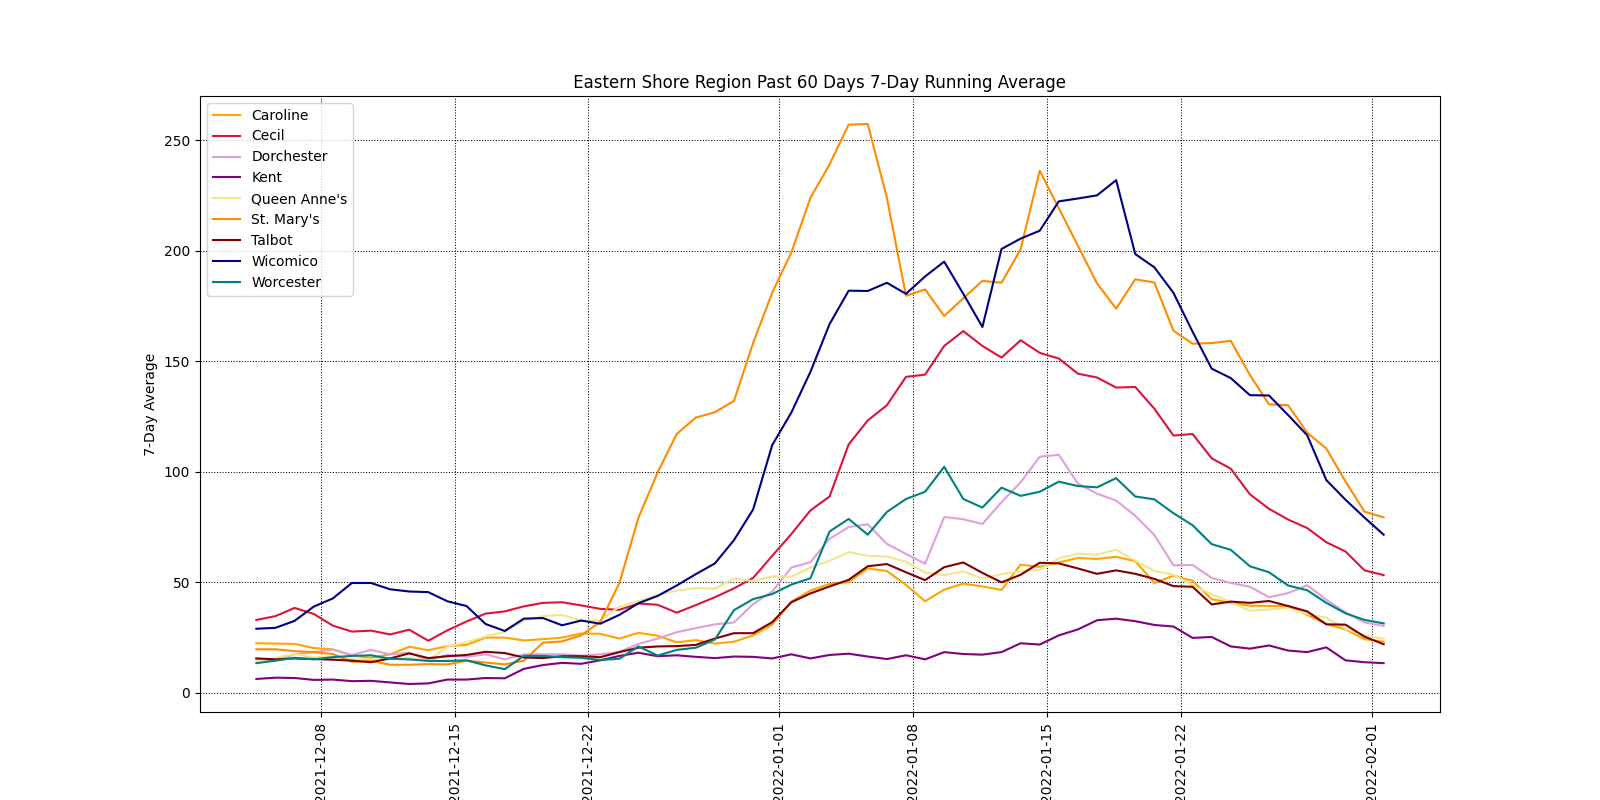 Eastern Shore Region Past 60 Days 7-Day Running Average
Caroline
Cecil
Dorchester
Kent
Queen Anne's
St. Mary's
Talbot
Wicomico
Worcester
7-Day Average
250
200
150
100
50
0
2021-12-08
2021-12-15
2021-12-22
2022-01-01
2022-01-08
2022-01-15
2022-01-22
2022-02-01